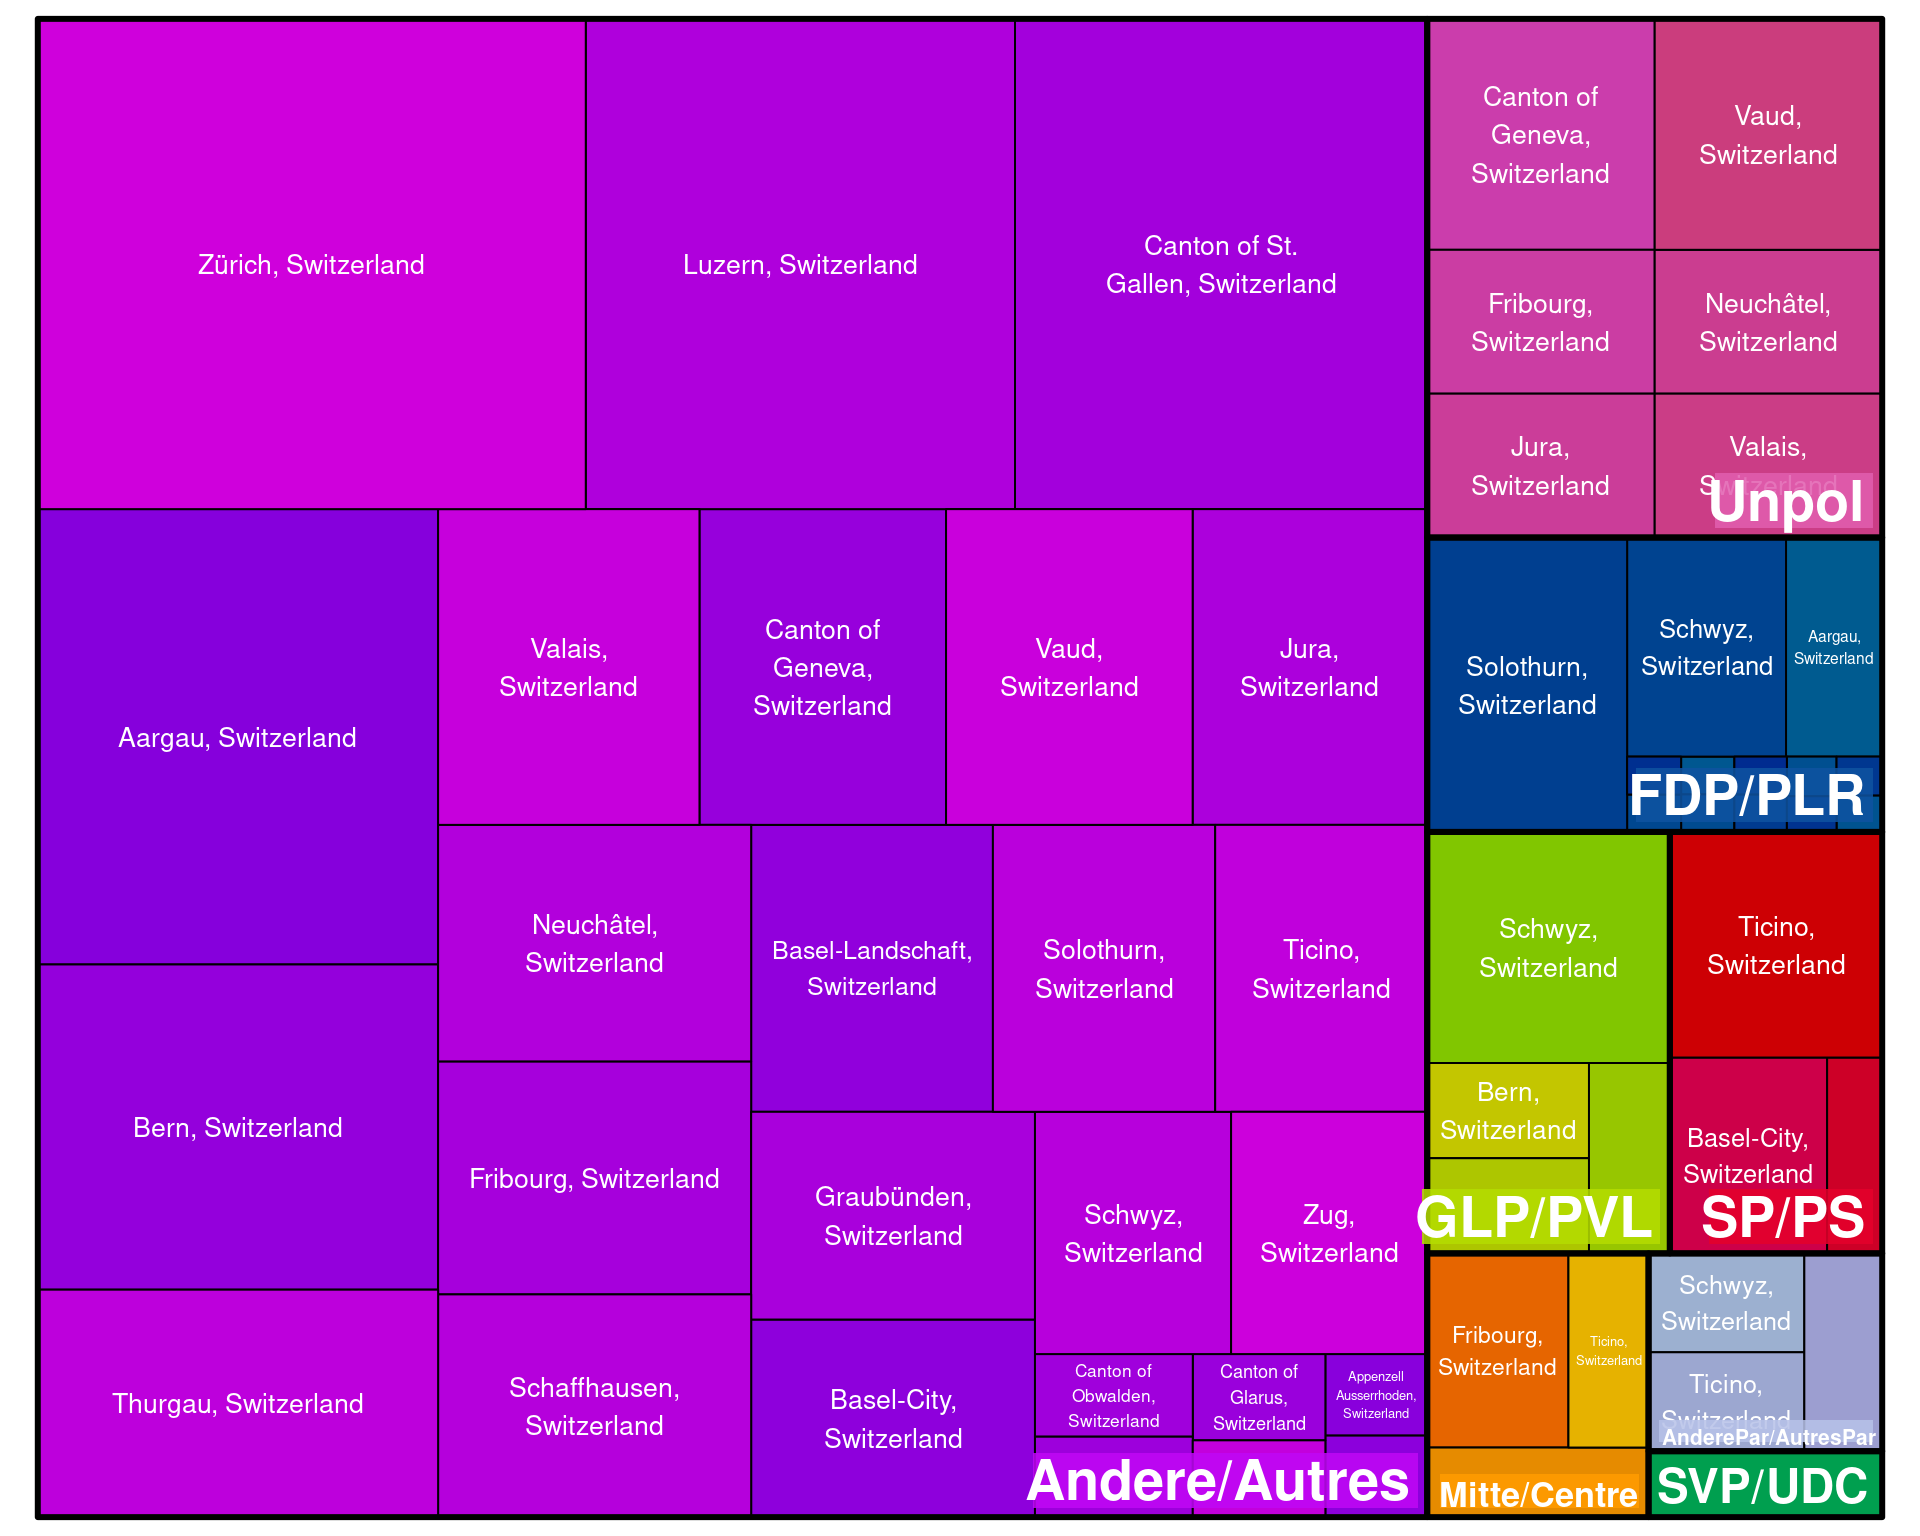 Zürich, Switzerland
Luzern, Switzerland
Canton of St.
Gallen, Switzerland
Aargau, Switzerland
Valais,
Switzerland
Canton of
Geneva,
Switzerland
Vaud,
Switzerland
Jura,
Switzerland
Bern, Switzerland
Neuchâtel,
Switzerland
Basel-Landschaft,
Switzerland
Solothurn,
Switzerland
Ticino,
Switzerland
Fribourg, Switzerland
Graubünden,
Switzerland
Schwyz,
Switzerland
Zug,
Switzerland
Thurgau, Switzerland
Schaffhausen,
Switzerland
Basel-City,
Switzerland
Canton of
Obwalden,
Switzerland
Canton of
Glarus,
Switzerland
Appenzell
Ausserrhoden,
Switzerland
Andere/Autres
Canton of
Geneva,
Switzerland
Vaud,
Switzerland
Fribourg,
Switzerland
Neuchâtel,
Switzerland
Jura,
Switzerland
Valais,
Switzerland
Unpol
Solothurn,
Switzerland
Schwyz,
Switzerland
Aargau,
Switzerland
FDP/PLR
Schwyz,
Switzerland
Bern,
Switzerland
GLP/PVL
Ticino,
Switzerland
Basel-City,
Switzerland
SP/PS
Fribourg,
Switzerland
Ticino,
Switzerland
Mitte/Centre
Schwyz,
Switzerland
Ticino,
Switzerland
AnderePar/AutresPar
SVP/UDC